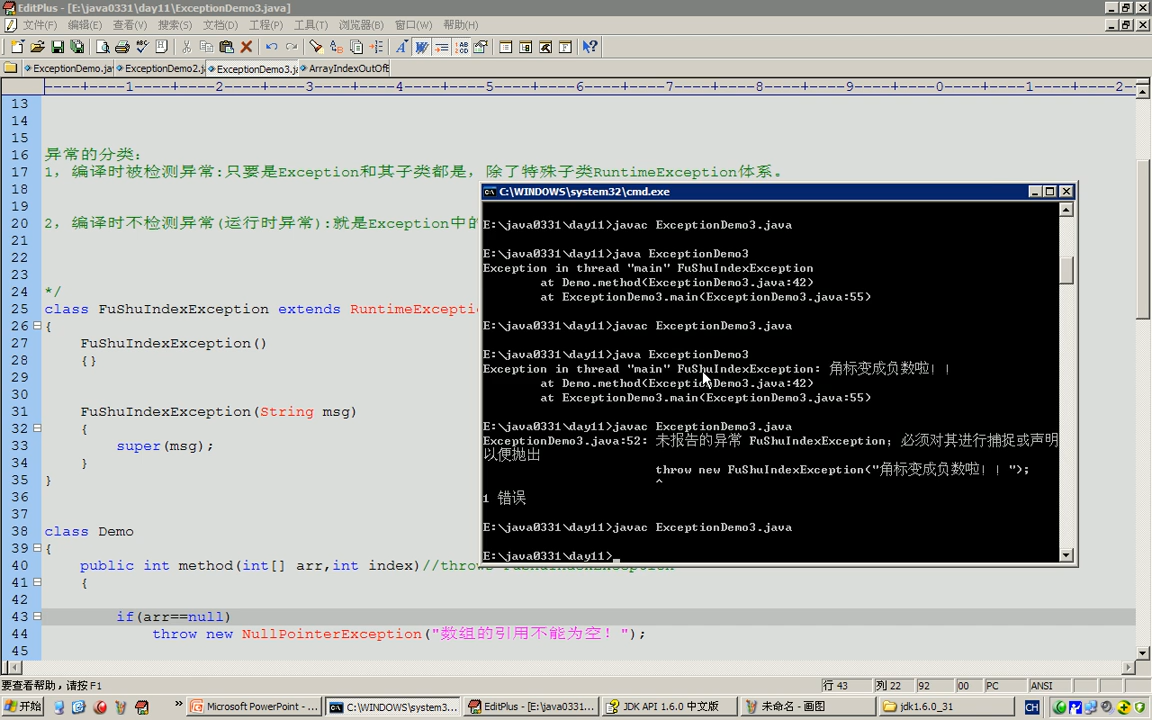 EditPlus - [E:\java0331\day11\ExceptionDemo3.java]
文件(F) 编辑(E) 查看(V) 搜索(S) 文档(D) 工程(P) 工具(T) 浏览器(B) 窗口(W) 帮助(H)
ExceptionDemo.ja ExceptionDemo2.j ExceptionDemo3.j ArrayIndexOutOfB
----+----1----+----2----+----3----+----4----+----5----+----6----+----7----+----8----+----9----+----0----+----1----+----2-
13
14
15
16 异常的分类：
17 1，编译时被检测异常:只要是Exception和其子类都是，除了特殊子类RuntimeException体系。
18
19
20 2，编译时不检测异常(运行时异常):就是Exception中的
21
22
23
24 */
25 class FuShuIndexException extends RuntimeExcepti
26 {
27 FuShuIndexException()
28 {}
29
30
31 FuShuIndexException(String msg)
32 {
33 super(msg);
34 }
35 }
36
37
38 class Demo
39 {
40 public int method(int[] arr,int index)//throws FuShuIndexException
41 {
42
43 if(arr==null)
44 throw new NullPointerException("数组的引用不能为空！");
45
C:\WINDOWS\system32\cmd.exe
E:\java0331\day11>javac ExceptionDemo3.java
E:\java0331\day11>java ExceptionDemo3
Exception in thread "main" FuShuIndexException
at Demo.method(ExceptionDemo3.java:42)
at ExceptionDemo3.main(ExceptionDemo3.java:55)
E:\java0331\day11>javac ExceptionDemo3.java
E:\java0331\day11>java ExceptionDemo3
Exception in thread "main" FuShuIndexException: 角标变成负数啦！！
at Demo.method(ExceptionDemo3.java:42)
at ExceptionDemo3.main(ExceptionDemo3.java:55)
E:\java0331\day11>javac ExceptionDemo3.java
ExceptionDemo3.java:52: 未报告的异常 FuShuIndexException；必须对其进行捕捉或声明
以便抛出
throw new FuShuIndexException("角标变成负数啦！！");
^
1 错误
E:\java0331\day11>javac ExceptionDemo3.java
E:\java0331\day11>_
要查看帮助，请按 F1 行 43 列 22 92 00 PC ANSI
开始 » Microsoft PowerPoint - ... C:\WINDOWS\system3... EditPlus - [E:\java0331... JDK API 1.6.0 中文版 未命名 - 画图 jdk1.6.0_31 CH